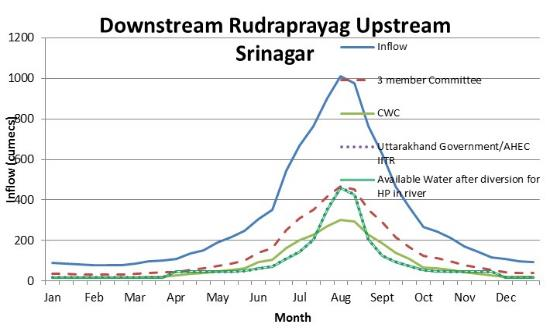 Downstream Rudraprayag Upstream
Srinagar
Inflow (cumecs)
1200
1000
800
600
400
200
0
Inflow
3 member Committee
CWC
Uttarakhand Government/AHEC
IITR
Available Water after diversion for
HP in river
Jan Feb Mar Apr May Jun Jul Aug Sept Oct Nov Dec
Month